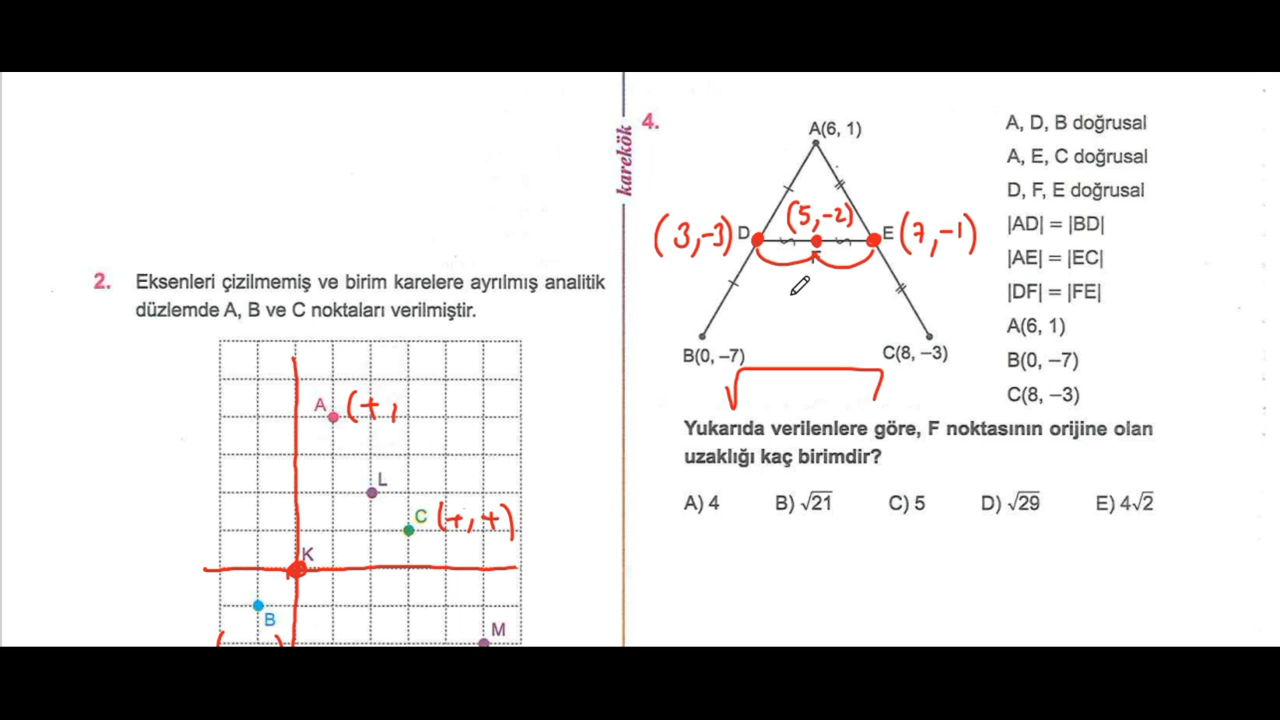 2. Eksenleri çizilmemiş ve birim karelere ayrılmış analitik
düzlemde A, B ve C noktaları verilmiştir.
A (+,
L
C (+, +)
K
B
M
(
)
karekök
4.
A(6, 1)
(5, -2)
(3, -3) D
E (7, -1)
F
B(0, –7)
C(8, –3)
√
A, D, B doğrusal
A, E, C doğrusal
D, F, E doğrusal
|AD| = |BD|
|AE| = |EC|
|DF| = |FE|
A(6, 1)
B(0, –7)
C(8, –3)
Yukarıda verilenlere göre, F noktasının orijine olan
uzaklığı kaç birimdir?
A) 4 B) √21 C) 5 D) √29 E) 4√2